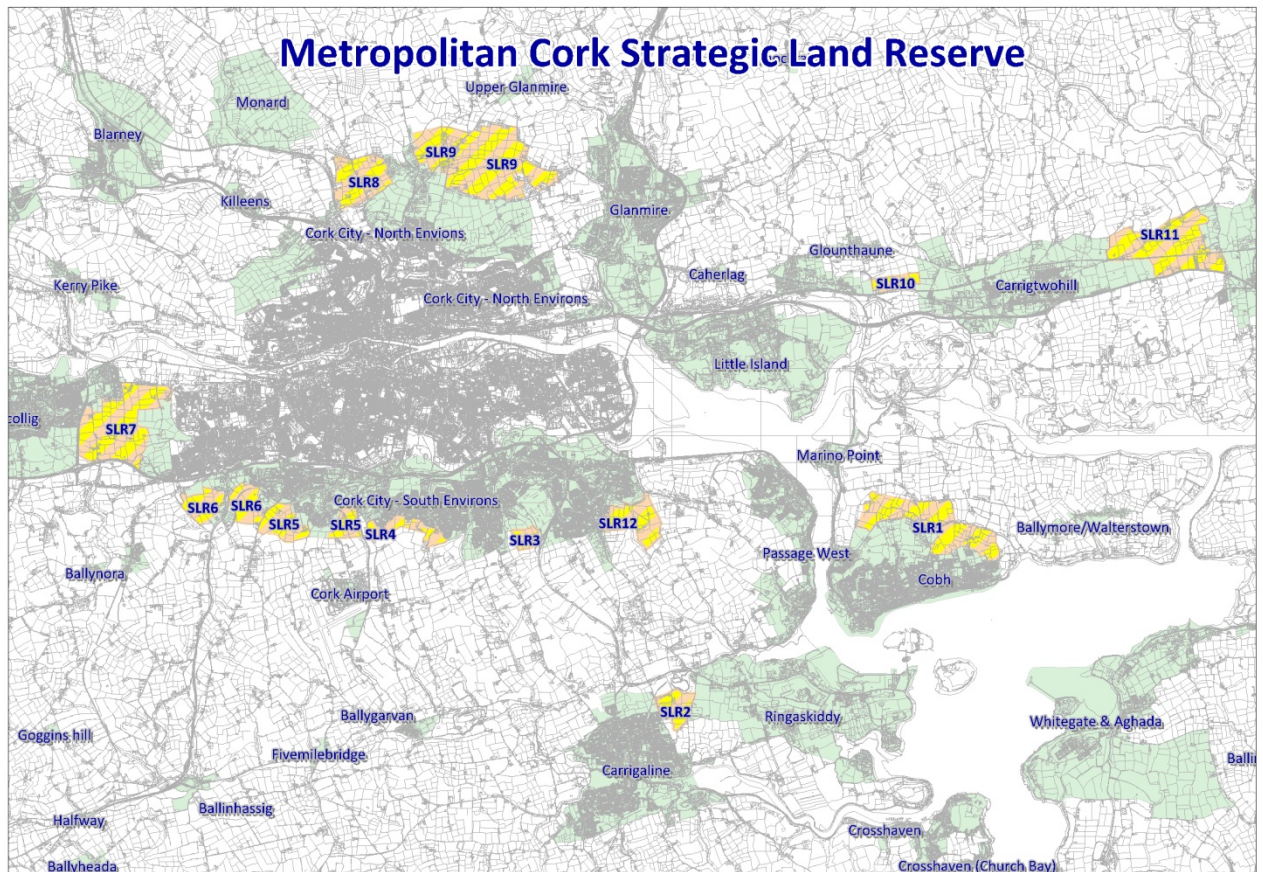 Metropolitan Cork Strategic Land Reserve
Upper Glanmire
Monard
Blarney
SLR9
SLR9
SLR8
Killeens
Glanmire
Cork City - North Envions
SLR11
Glounthaune
Kerry Pike
Caherlag
SLR10
Carrigtwohill
Cork City - North Environs
Little Island
collig
SLR7
Marino Point
Cork City - South Environs
SLR6
SLR6
SLR5
SLR5
SLR4
SLR12
SLR3
SLR1
Ballymore/Walterstown
Passage West
Ballynora
Cobh
Cork Airport
SLR2
Ballygarvan
Ringaskiddy
Whitegate & Aghada
Goggins hill
Fivemilebridge
Ballin
Carrigaline
Ballinhassig
Halfway
Crosshaven
Ballyheada
Crosshaven (Church Bay)